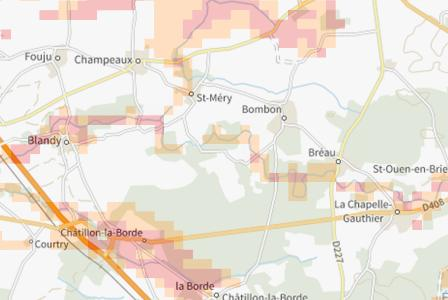 Fouju
Champeaux
St-Méry
Bombon
Blandy
Bréau
St-Ouen-en-Brie
La Chapelle-
Gauthier
D408
Châtillon-la-Borde
Courtry
D227
la Borde
Châtillon-la-Borde